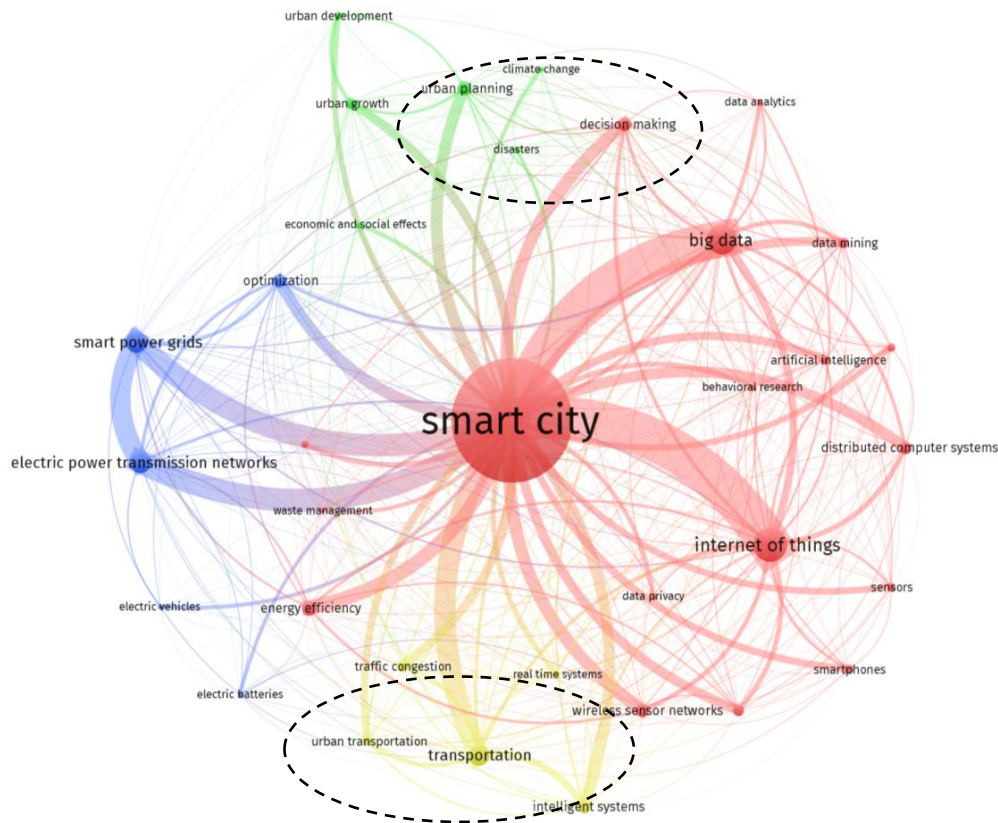 urban development
climate change
urban planning
data analytics
urban growth
decision making
disasters
economic and social effects
big data
data mining
optimization
smart power grids
artificial intelligence
behavioral research
smart city
distributed computer systems
electric power transmission networks
waste management
internet of things
sensors
data privacy
electric vehicles
energy efficiency
traffic congestion
real time systems
smartphones
electric batteries
wireless sensor networks
urban transportation
transportation
intelligent systems